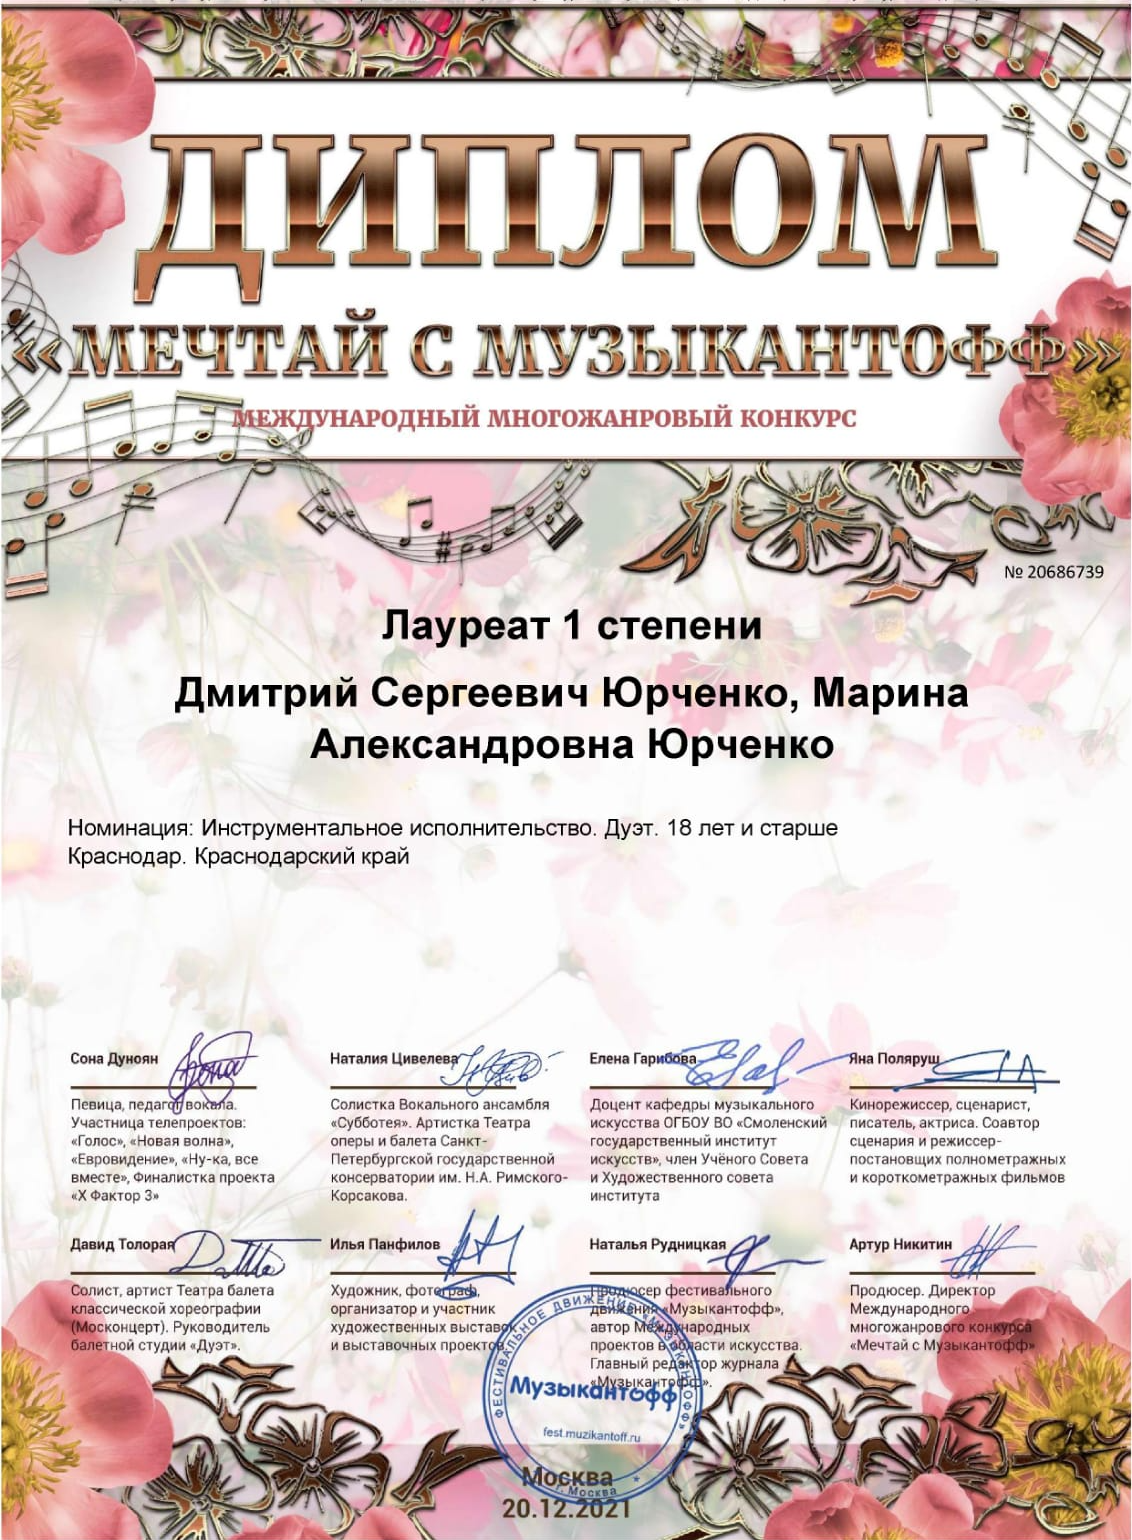 ДИПЛОМ
«МЕЧТАЙ С МУЗЫКАНТОФФ»
МЕЖДУНАРОДНЫЙ МНОГОЖАНРОВЫЙ КОНКУРС
№ 20686739
Лауреат 1 степени
Дмитрий Сергеевич Юрченко, Марина
Александровна Юрченко
Номинация: Инструментальное исполнительство. Дуэт. 18 лет и старше
Краснодар. Краснодарский край
Сона Дуноян
Певица, педагог вокала.
Участница телепроектов:
«Голос», «Новая волна»,
«Евровидение», «Ну-ка, все
вместе», Финалистка проекта
«Х Фактор 3»
Наталия Цивелева
Солистка Вокального ансамбля
«Субботея». Артистка Театра
оперы и балета Санкт-
Петербургской государственной
консерватории им. Н.А. Римского-
Корсакова.
Елена Гарибова
Доцент кафедры музыкального
искусства ОГБОУ ВО «Смоленский
государственный институт
искусств», член Учёного Совета
и Художественного совета
института
Яна Поляруш
Кинорежиссер, сценарист,
писатель, актриса. Соавтор
сценария и режиссер-
постановщих полнометражных
и короткометражных фильмов
Давид Толорая
Солист, артист Театра балета
классической хореографии
(Москонцерт). Руководитель
балетной студии «Дуэт».
Илья Панфилов
Художник, фотограф,
организатор и участник
художественных выставок
и выставочных проектов.
Наталья Рудницкая
Продюсер фестивального
движения «Музыкантофф»,
автор Международных
проектов в области искусства.
Главный редактор журнала
«Музыкантофф».
Артур Никитин
Продюсер. Директор
Международного
многожанрового конкурса
«Мечтай с Музыкантофф»
ФЕСТИВАЛЬНОЕ ДВИЖЕНИЕ «МУЗЫКАНТОФФ»
Музыкантофф
fest.muzikantoff.ru
г. Москва
Москва
20.12.2021